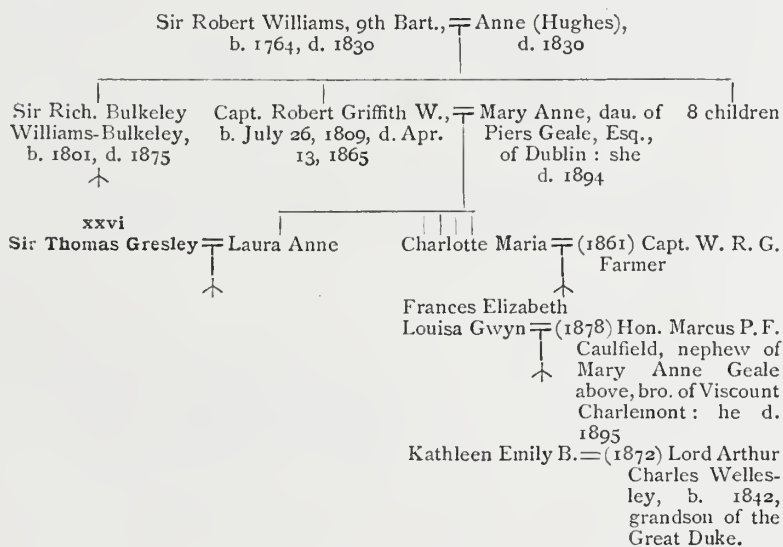 Sir Robert Williams, 9th Bart., = Anne (Hughes),
b. 1764, d. 1830 d. 1830
Sir Rich. Bulkeley Capt. Robert Griffith W., = Mary Anne, dau. of 8 children
Williams-Bulkeley, b. July 26, 1809, d. Apr. Piers Geale, Esq.,
b. 1801, d. 1875 13, 1865 of Dublin : she
d. 1894
xxvi
Sir Thomas Gresley = Laura Anne Charlotte Maria = (1861) Capt. W. R. G.
Farmer
Frances Elizabeth
Louisa Gwyn = (1878) Hon. Marcus P. F.
Caulfield, nephew of
Mary Anne Geale
above, bro. of Viscount
Charlemont : he d.
1895
Kathleen Emily B. = (1872) Lord Arthur
Charles Welles-
ley, b. 1842,
grandson of the
Great Duke.